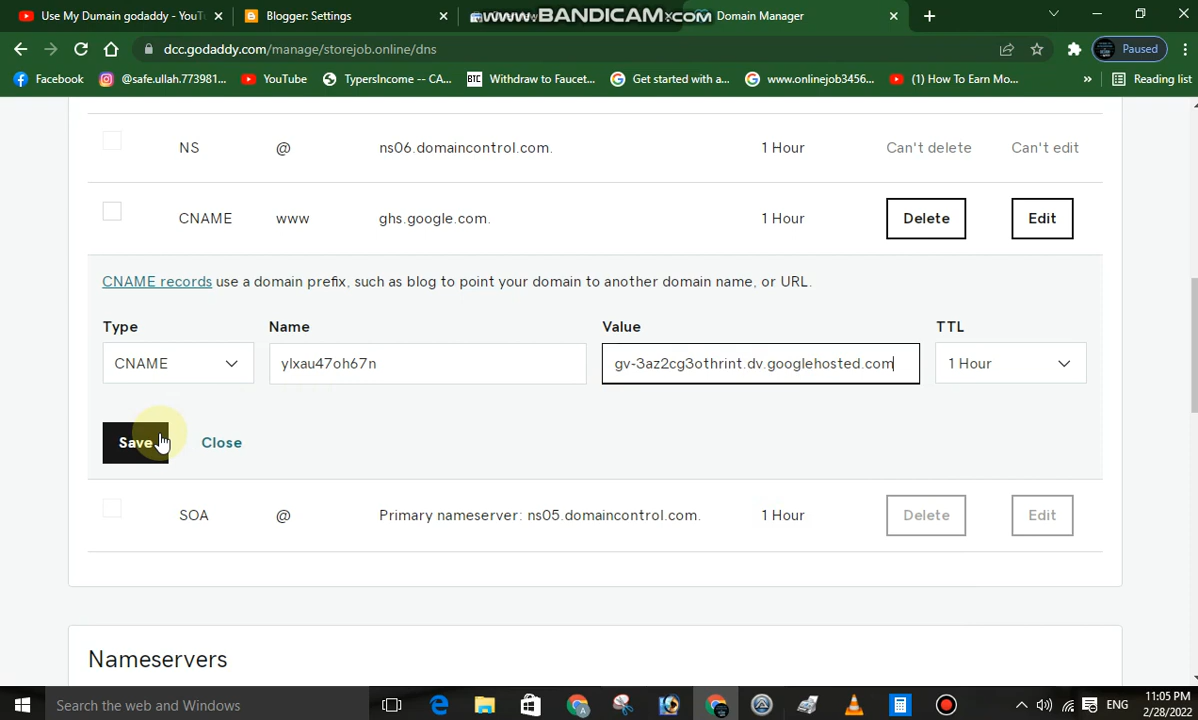 Use My Domain godaddy - YouT
Blogger: Settings
www.BANDICAM.com
Domain Manager
dcc.godaddy.com/manage/storejob.online/dns
Paused
Facebook
@safe.ullah.773981...
YouTube
TypersIncome -- CA...
BTC Withdraw to Faucet...
Get started with a...
www.onlinejob3456...
(1) How To Earn Mo...
»
Reading list
NS @ ns06.domaincontrol.com. 1 Hour Can't delete Can't edit
CNAME www ghs.google.com. 1 Hour Delete Edit
CNAME records use a domain prefix, such as blog to point your domain to another domain name, or URL.
Type Name Value TTL
CNAME ylxau47oh67n gv-3az2cg3othrint.dv.googlehosted.com 1 Hour
Save Close
SOA @ Primary nameserver: ns05.domaincontrol.com. 1 Hour Delete Edit
Nameservers
Search the web and Windows
ENG
11:05 PM
2/28/2022